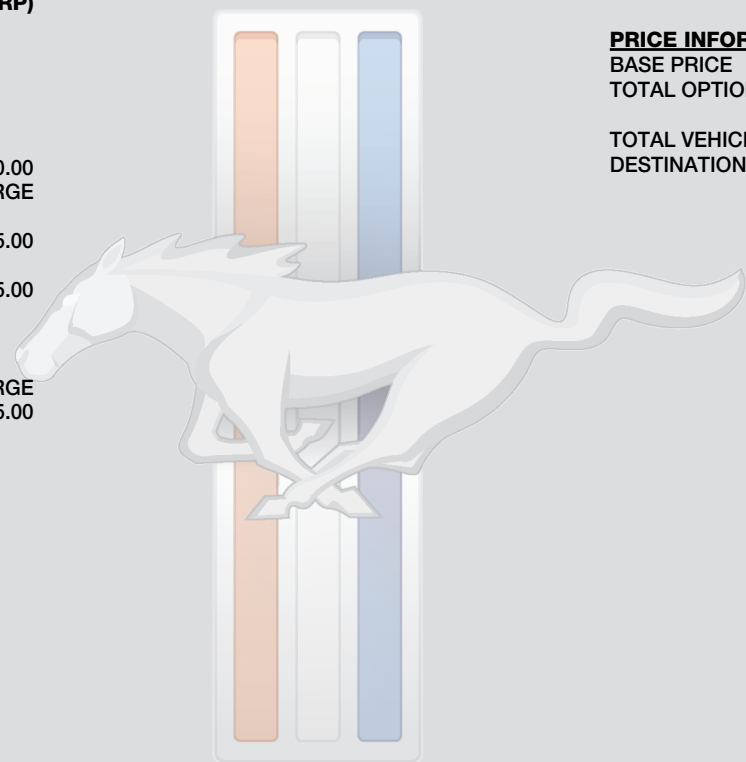 RP)
0.00
RGE
5.00
5.00
RGE
5.00
PRICE INFOR
BASE PRICE
TOTAL OPTIO
TOTAL VEHIC
DESTINATION